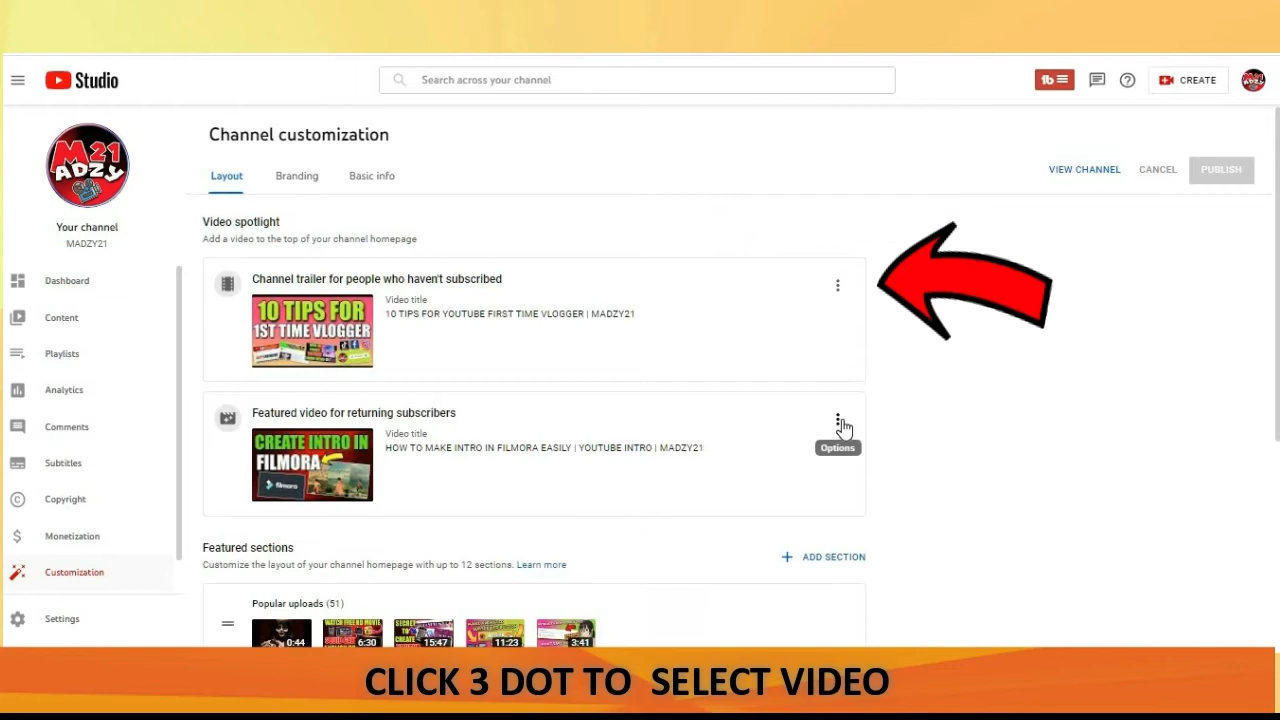 Studio
Search across your channel
CREATE
M21
ADZY
Your channel
MADZY21
Dashboard
Content
Playlists
Analytics
Comments
Subtitles
Copyright
Monetization
Customization
Settings
Channel customization
Layout Branding Basic info
VIEW CHANNEL CANCEL PUBLISH
Video spotlight
Add a video to the top of your channel homepage
Channel trailer for people who haven't subscribed
10 TIPS FOR
1ST TIME VLOGGER
Video title
10 TIPS FOR YOUTUBE FIRST TIME VLOGGER | MADZY21
Featured video for returning subscribers
CREATE INTRO IN
FILMORA
filmora
Video title
HOW TO MAKE INTRO IN FILMORA EASILY | YOUTUBE INTRO | MADZY21
Options
Featured sections
Customize the layout of your channel homepage with up to 12 sections. Learn more
ADD SECTION
Popular uploads (51)
0:44 6:30 15:47 11:23 3:41
CLICK 3 DOT TO SELECT VIDEO